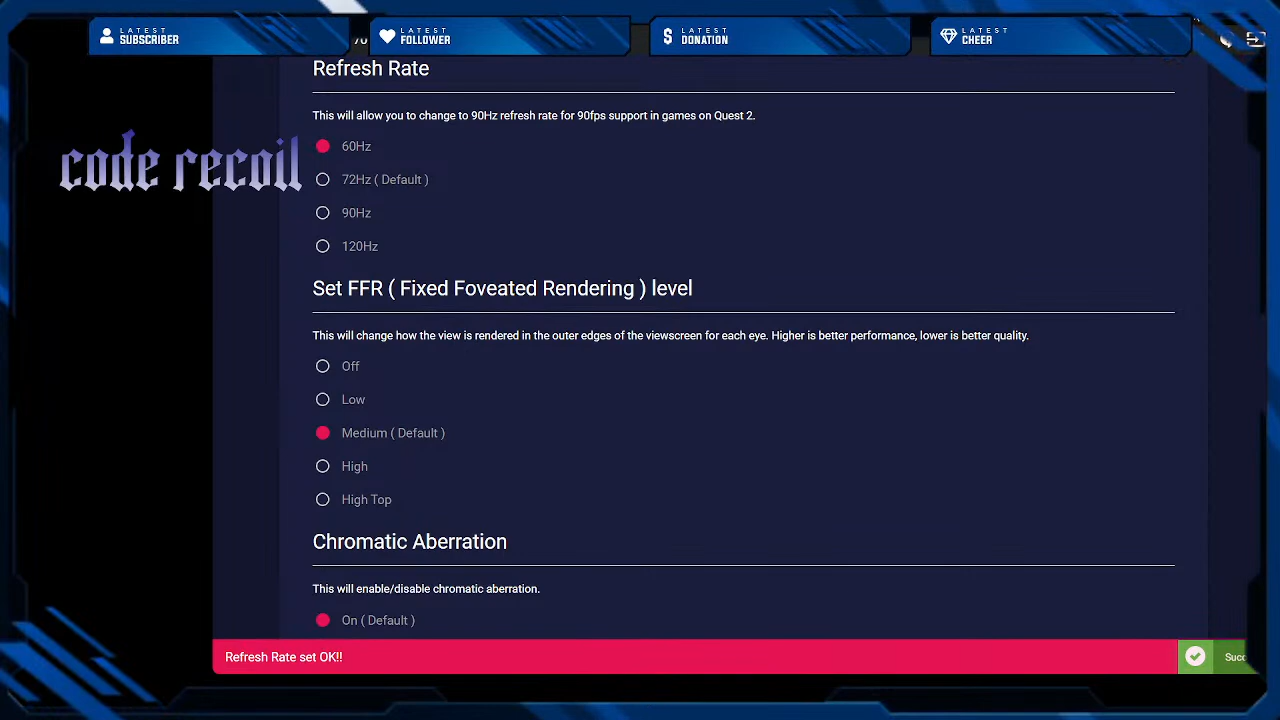 LATEST
SUBSCRIBER
LATEST
FOLLOWER
LATEST
DONATION
LATEST
CHEER
Refresh Rate
This will allow you to change to 90Hz refresh rate for 90fps support in games on Quest 2.
code recoil
60Hz
72Hz ( Default )
90Hz
120Hz
Set FFR ( Fixed Foveated Rendering ) level
This will change how the view is rendered in the outer edges of the viewscreen for each eye. Higher is better performance, lower is better quality.
Off
Low
Medium ( Default )
High
High Top
Chromatic Aberration
This will enable/disable chromatic aberration.
On ( Default )
Refresh Rate set OK!!